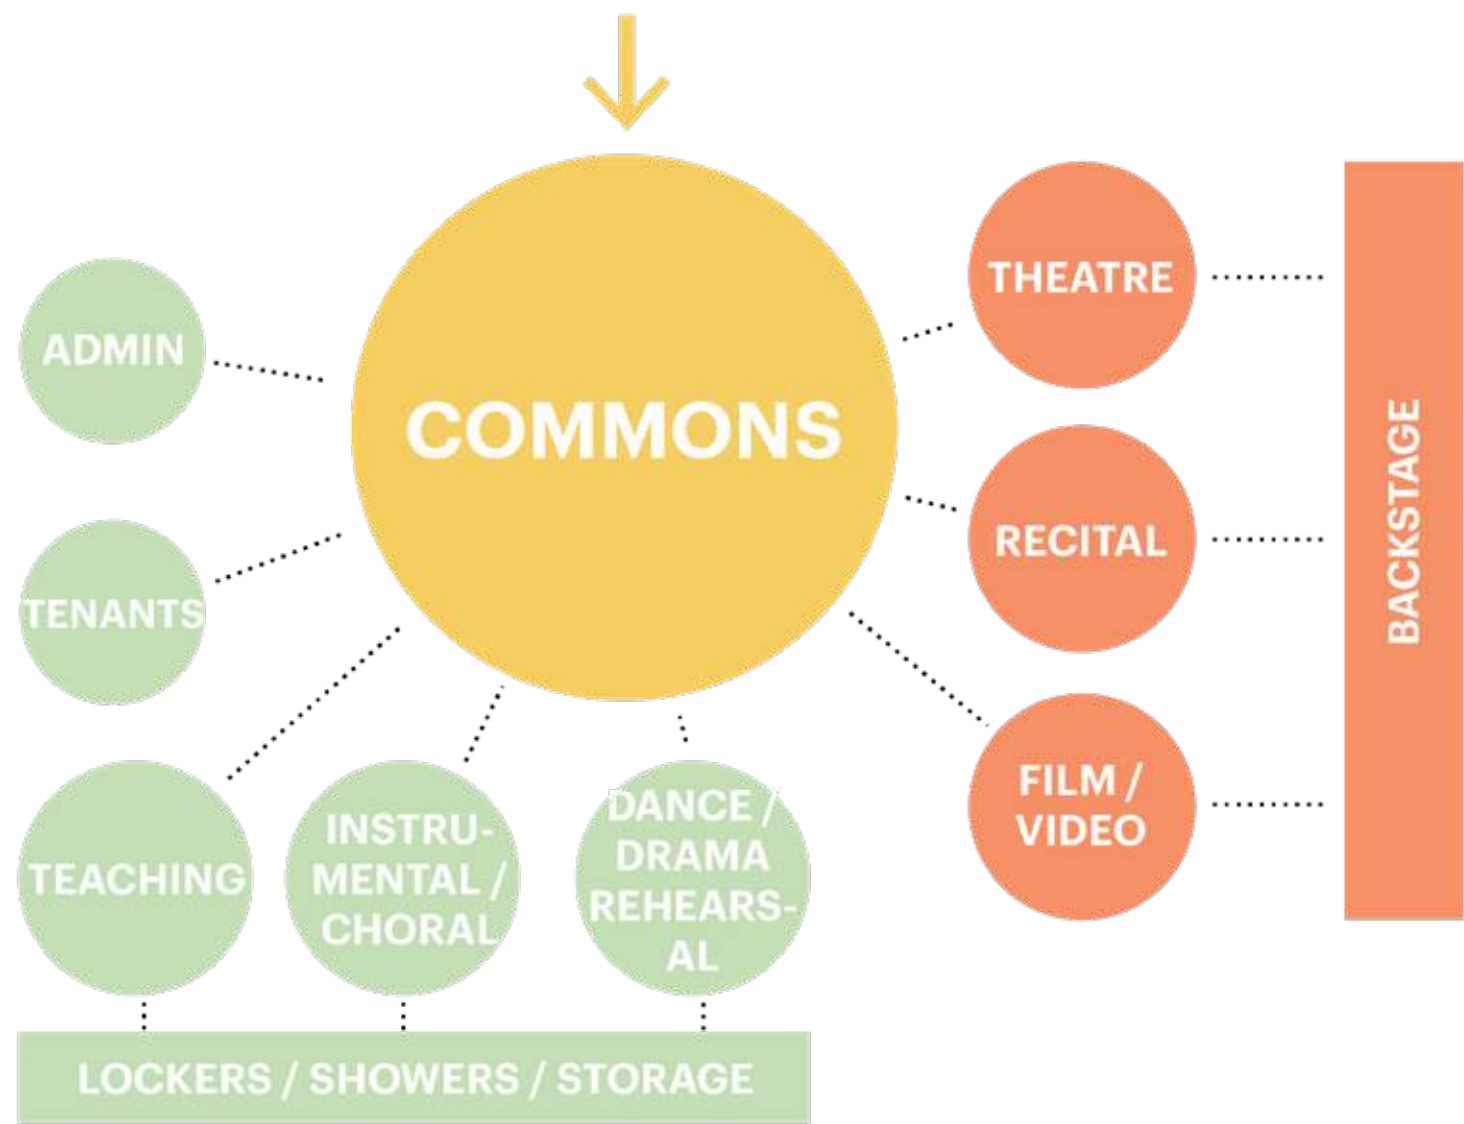 COMMONS
ADMIN
TENANTS
TEACHING
INSTRU-
MENTAL /
CHORAL
DANCE /
DRAMA
REHEARS-
AL
LOCKERS / SHOWERS / STORAGE
THEATRE
RECITAL
FILM /
VIDEO
BACKSTAGE